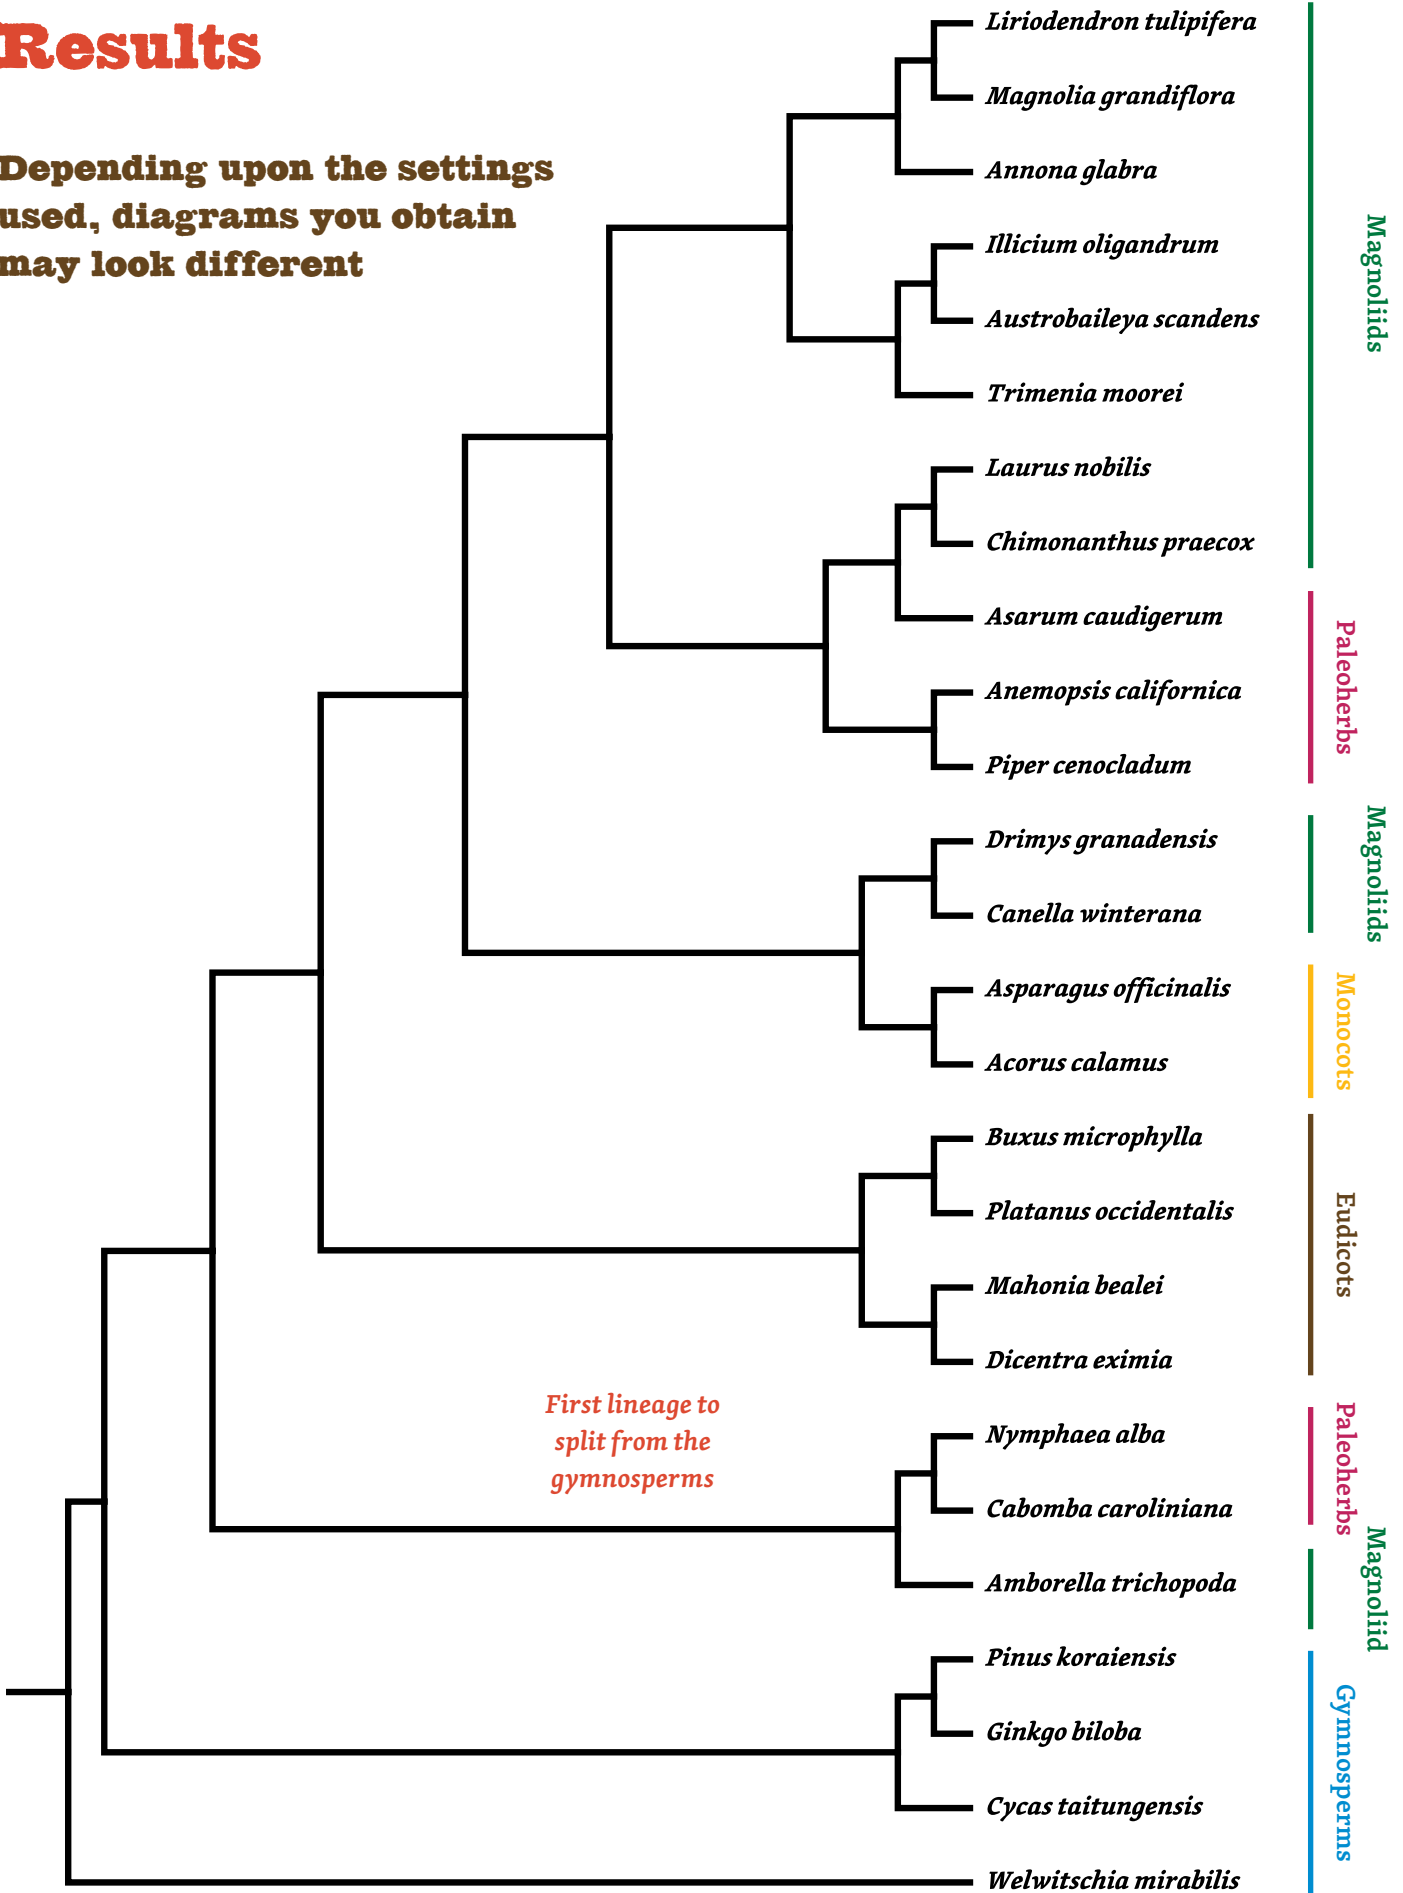 Results
Depending upon the settings
used, diagrams you obtain
may look different
Liriodendron tulipifera
Magnolia grandiflora
Annona glabra
Illicium oligandrum
Austrobaileya scandens
Trimenia moorei
Magnoliids
Laurus nobilis
Chimonanthus praecox
Asarum caudigerum
Anemopsis californica
Piper cenocladum
Paleoherbs
Drimys granadensis
Canella winterana
Magnoliids
Asparagus officinalis
Acorus calamus
Monocots
Buxus microphylla
Platanus occidentalis
Mahonia bealei
Dicentra eximia
Eudicots
First lineage to
split from the
gymnosperms
Nymphaea alba
Cabomba caroliniana
Paleoherbs
Amborella trichopoda
Magnoliid
Pinus koraiensis
Ginkgo biloba
Cycas taitungensis
Welwitschia mirabilis
Gymnosperms